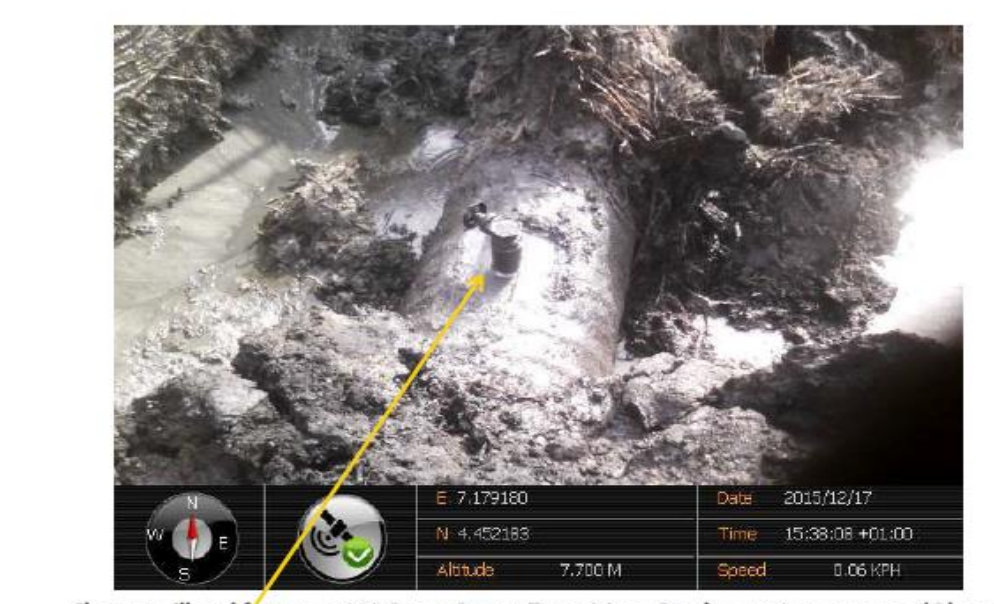 N
W E
S
E 7.179180
N 4.452183
Altitude 7.700 M
Date 2015/12/17
Time 15:38:08 +01:00
Speed 0.06 KPH